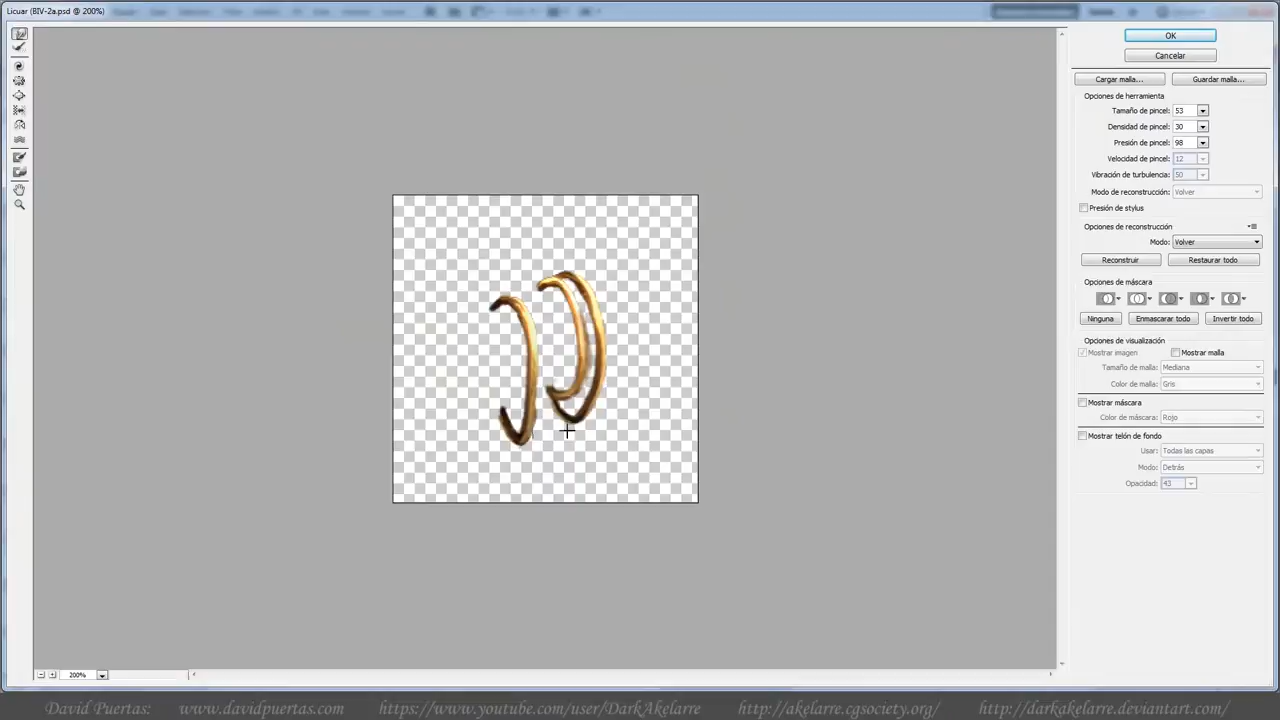 Licuar (BIV-2a.psd @ 200%)
OK
Cancelar
Cargar malla...
Guardar malla...
Opciones de herramienta
Tamaño de pincel: 53
Densidad de pincel: 30
Presión de pincel: 98
Velocidad de pincel: 12
Vibración de turbulencia: 50
Modo de reconstrucción: Volver
Presión de stylus
Opciones de reconstrucción
Modo: Volver
Reconstruir
Restaurar todo
Opciones de máscara
Ninguna
Enmascarar todo
Invertir todo
Opciones de visualización
Mostrar imagen
Mostrar malla
Tamaño de malla: Mediana
Color de malla: Gris
Mostrar máscara
Color de máscara: Rojo
Mostrar telón de fondo
Usar: Todas las capas
Modo: Detrás
Opacidad: 43
200%
David Puertas: www.davidpuertas.com https://www.youtube.com/user/DarkAkelarre http://akelarre.cgsociety.org/ http://darkakelarre.deviantart.com/